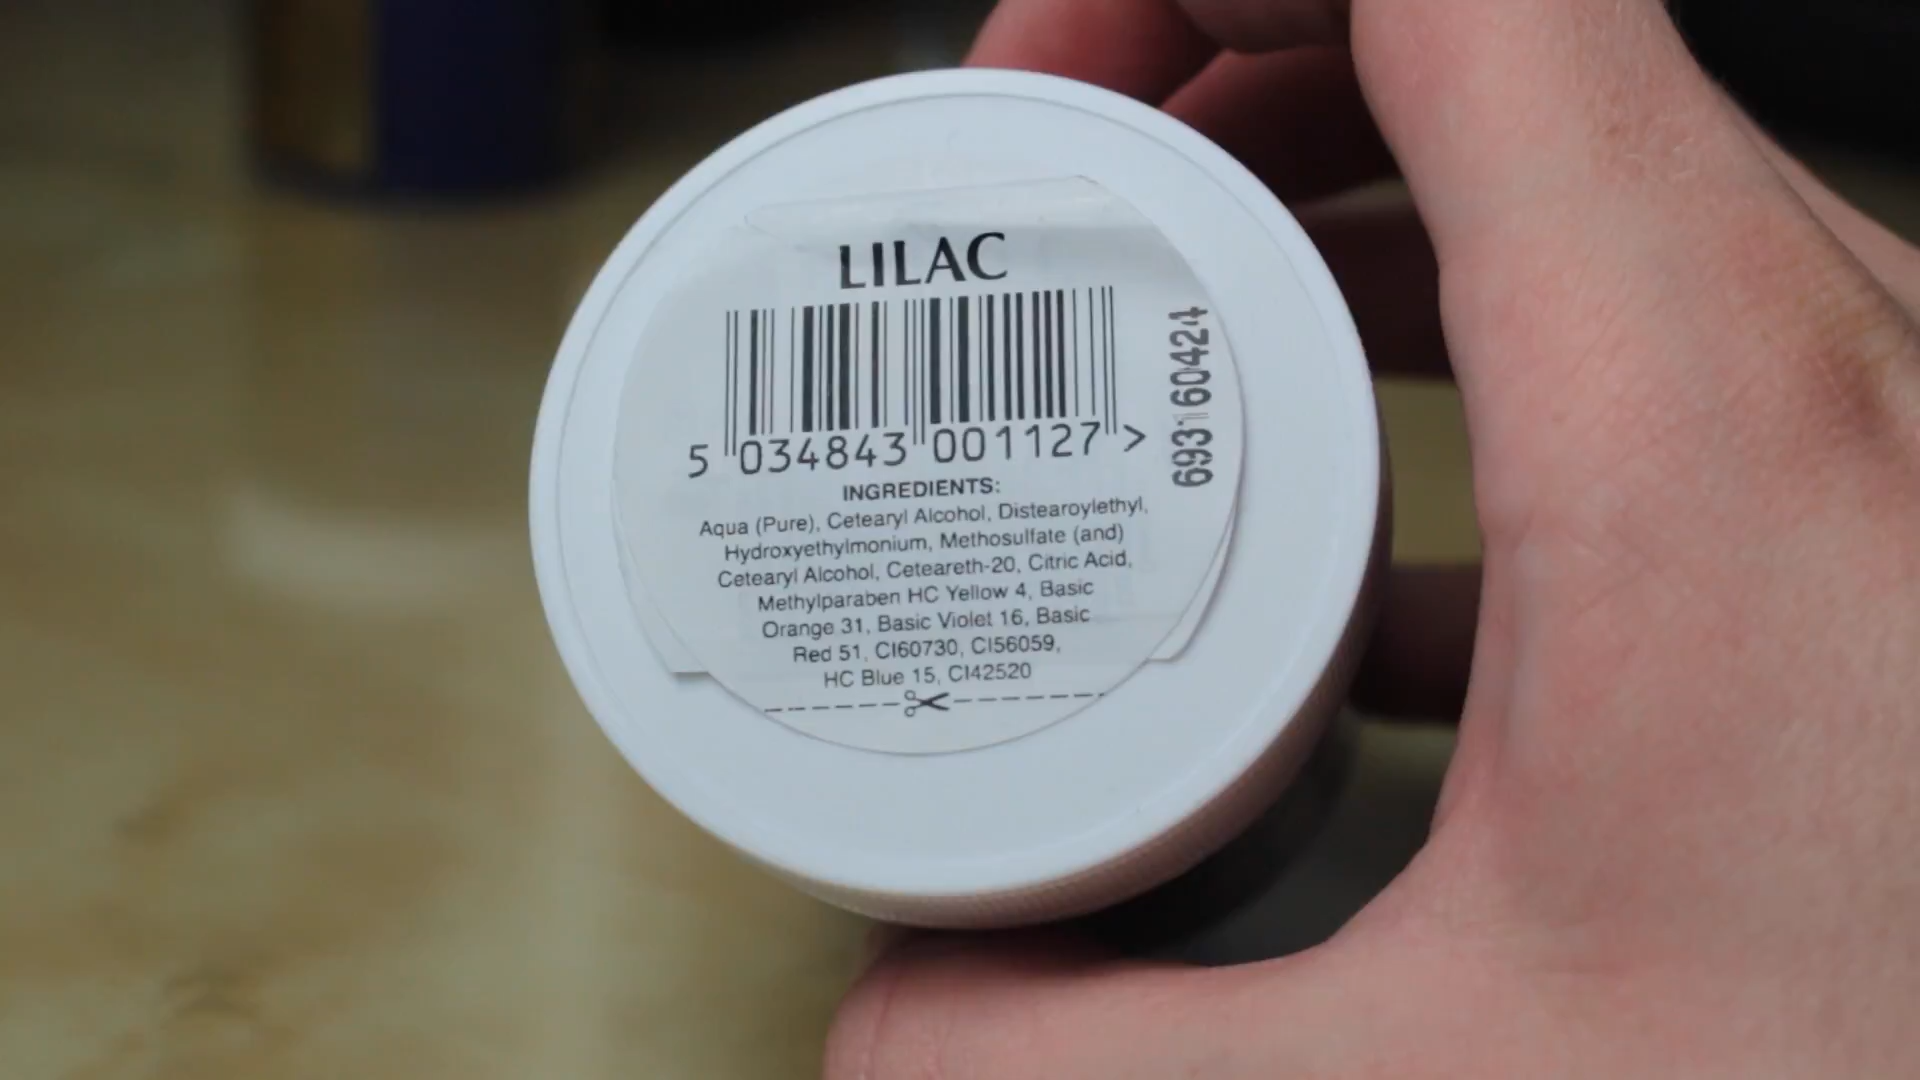 LILAC
5 034843 001127 >
69316 60424
INGREDIENTS:
Aqua (Pure), Cetearyl Alcohol, Distearoylethyl,
Hydroxyethylmonium, Methosulfate (and)
Cetearyl Alcohol, Ceteareth-20, Citric Acid,
Methylparaben HC Yellow 4, Basic
Orange 31, Basic Violet 16, Basic
Red 51, CI60730, CI56059,
HC Blue 15, CI42520